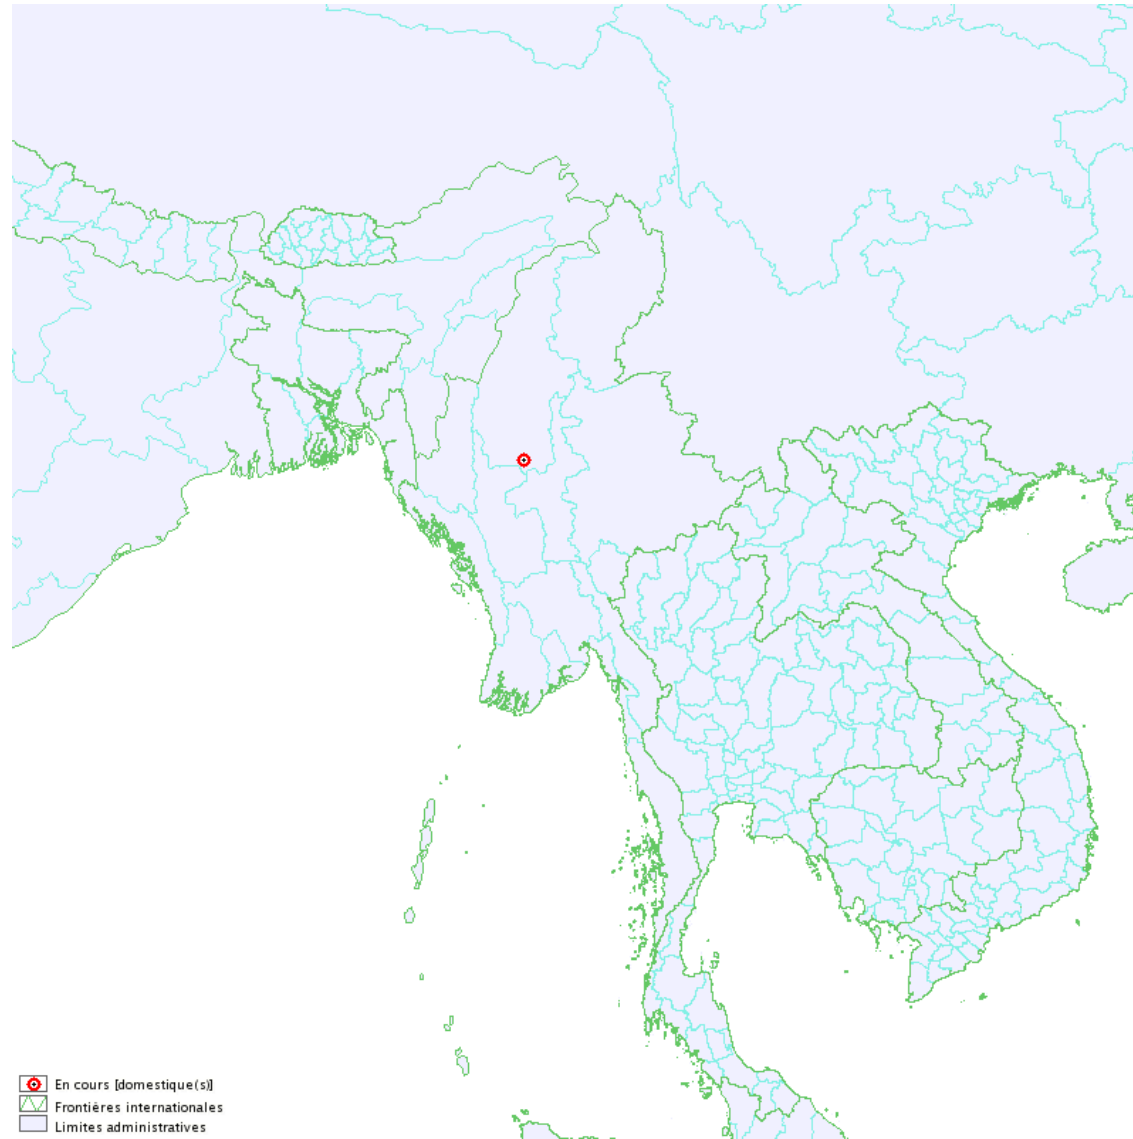 En cours [domestique(s)]
Frontières internationales
Limites administratives